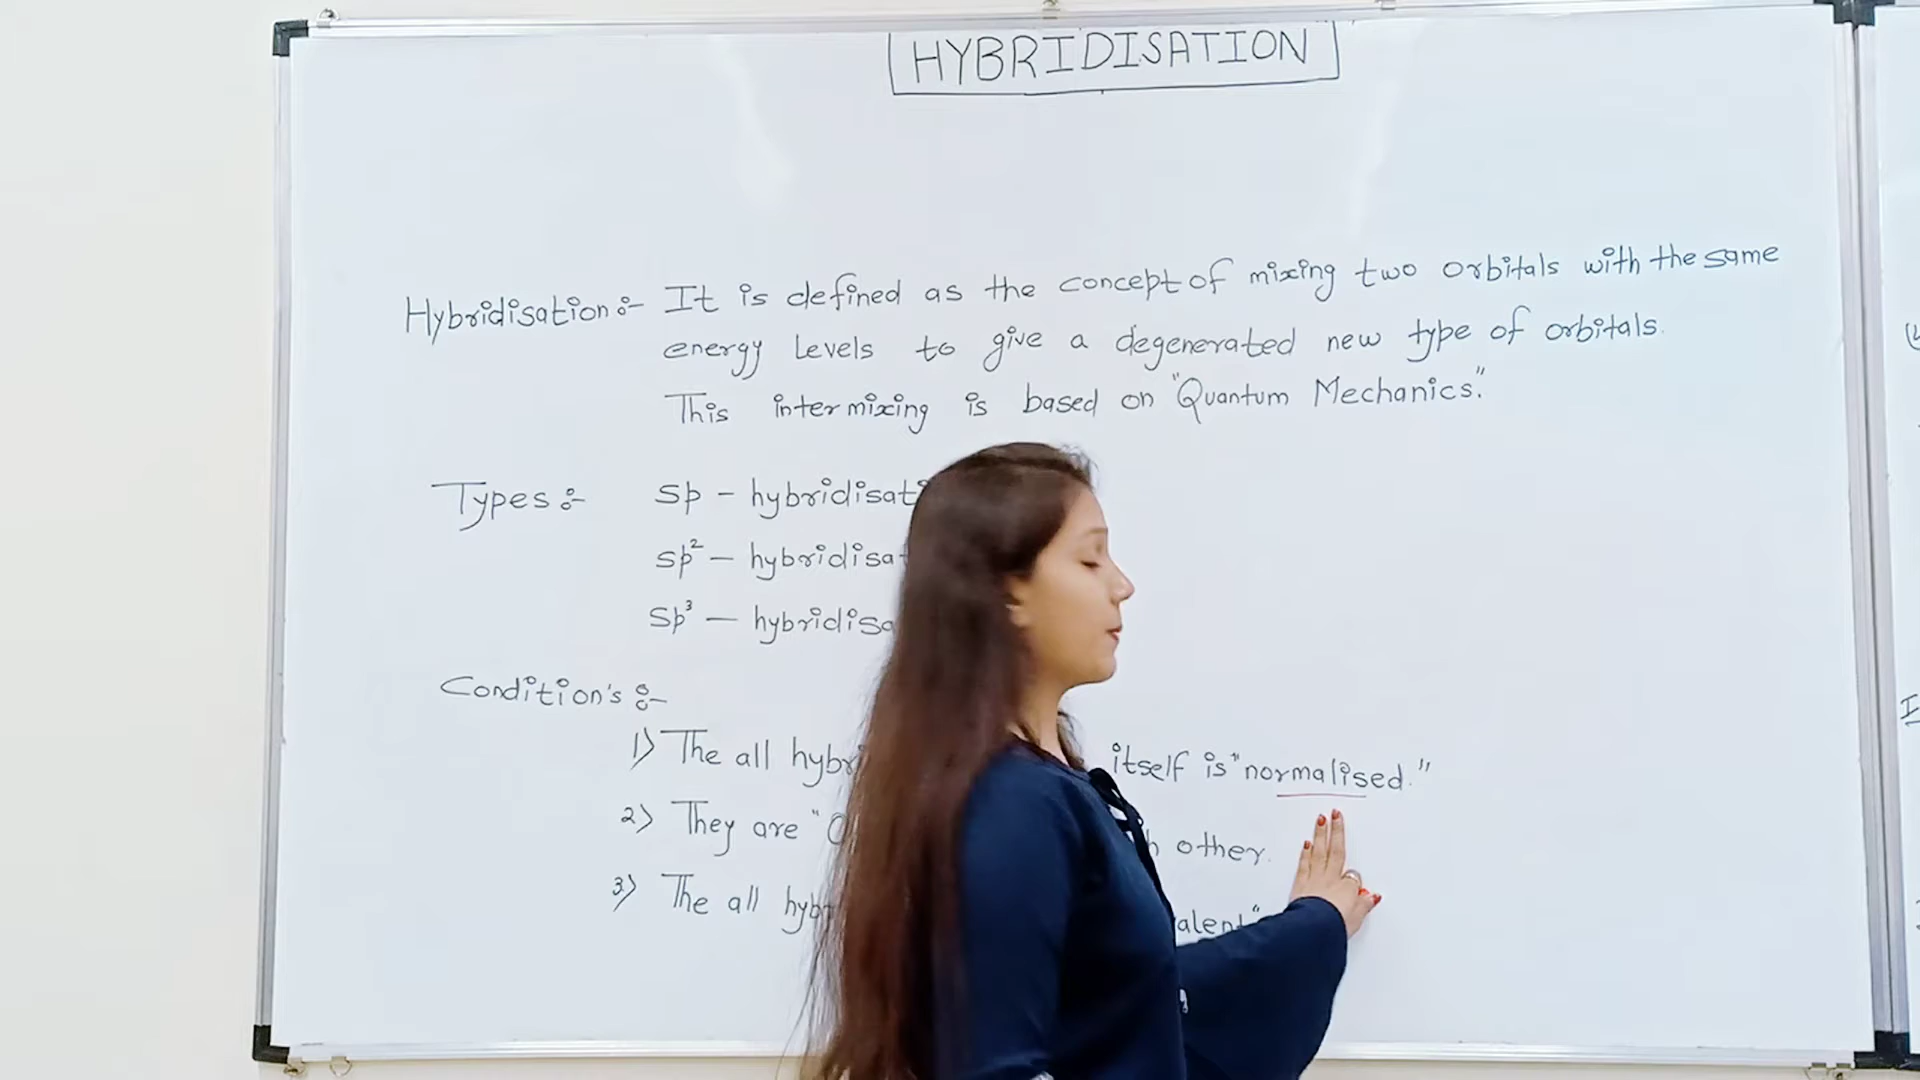 HYBRIDISATION
Hybridisation :- It is defined as the concept of mixing two orbitals with the same
energy levels to give a degenerated new type of orbitals.
This intermixing is based on "Quantum Mechanics."
Types :- sp - hybridisat
sp² - hybridisat
sp³ - hybridisa
Condition's :-
1) The all hybr itself is "normalised."
2) They are " other.
3) The all hyb alent"